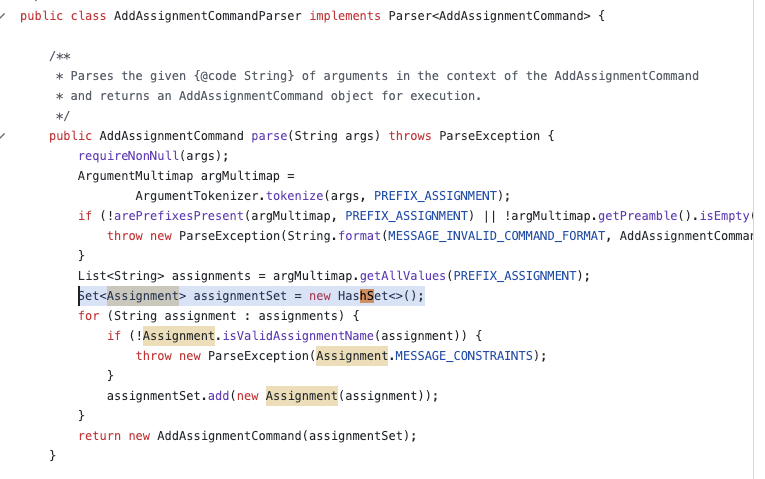 public class AddAssignmentCommandParser implements Parser<AddAssignmentCommand> {
/**
* Parses the given {@code String} of arguments in the context of the AddAssignmentCommand
* and returns an AddAssignmentCommand object for execution.
*/
public AddAssignmentCommand parse(String args) throws ParseException {
requireNonNull(args);
ArgumentMultimap argMultimap =
ArgumentTokenizer.tokenize(args, PREFIX_ASSIGNMENT);
if (!arePrefixesPresent(argMultimap, PREFIX_ASSIGNMENT) || !argMultimap.getPreamble().isEmpty(
throw new ParseException(String.format(MESSAGE_INVALID_COMMAND_FORMAT, AddAssignmentComman
}
List<String> assignments = argMultimap.getAllValues(PREFIX_ASSIGNMENT);
Set<Assignment> assignmentSet = new HashSet<>();
for (String assignment : assignments) {
if (!Assignment.isValidAssignmentName(assignment)) {
throw new ParseException(Assignment.MESSAGE_CONSTRAINTS);
}
assignmentSet.add(new Assignment(assignment));
}
return new AddAssignmentCommand(assignmentSet);
}